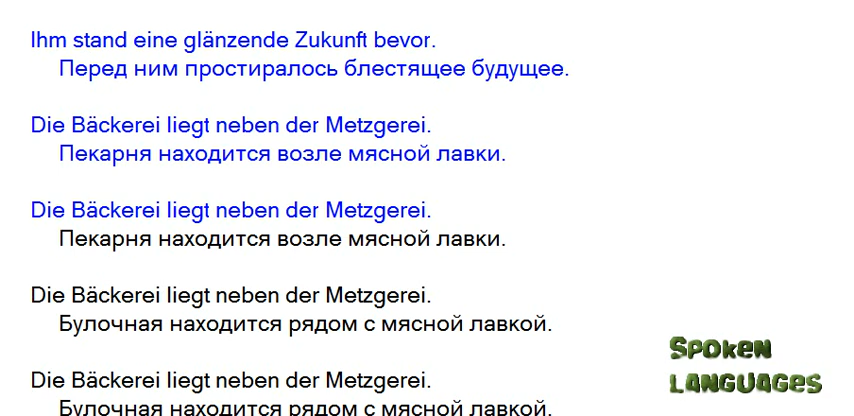 Ihm stand eine glänzende Zukunft bevor.
Перед ним простиралось блестящее будущее.
Die Bäckerei liegt neben der Metzgerei.
Пекарня находится возле мясной лавки.
Die Bäckerei liegt neben der Metzgerei.
Пекарня находится возле мясной лавки.
Die Bäckerei liegt neben der Metzgerei.
Булочная находится рядом с мясной лавкой.
Die Bäckerei liegt neben der Metzgerei.
Булочная находится рядом с мясной лавкой.
Spoken
Languages